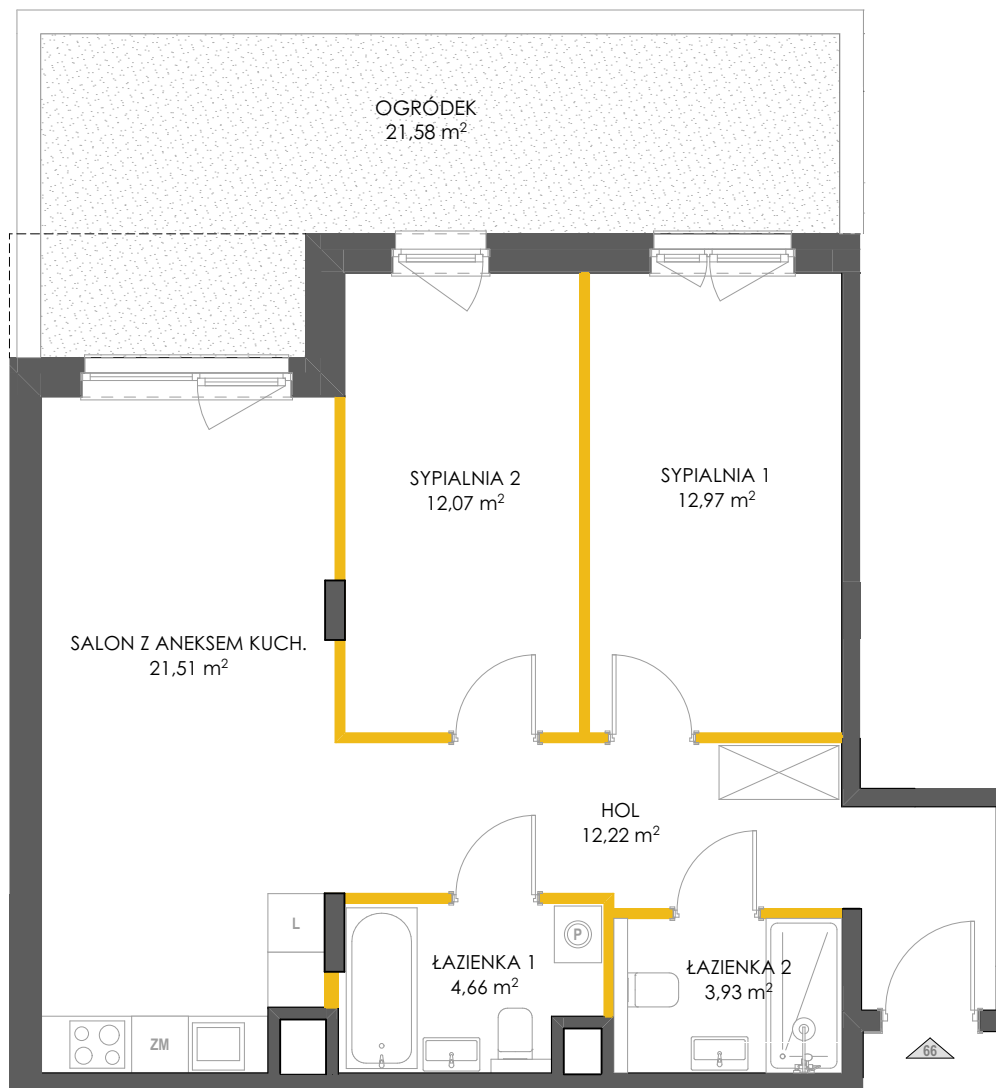 OGRÓDEK
21,58 m²
SYPIALNIA 2
12,07 m²
SYPIALNIA 1
12,97 m²
SALON Z ANEKSEM KUCH.
21,51 m²
HOL
12,22 m²
L
P
ŁAZIENKA 1
4,66 m²
ŁAZIENKA 2
3,93 m²
ZM
66